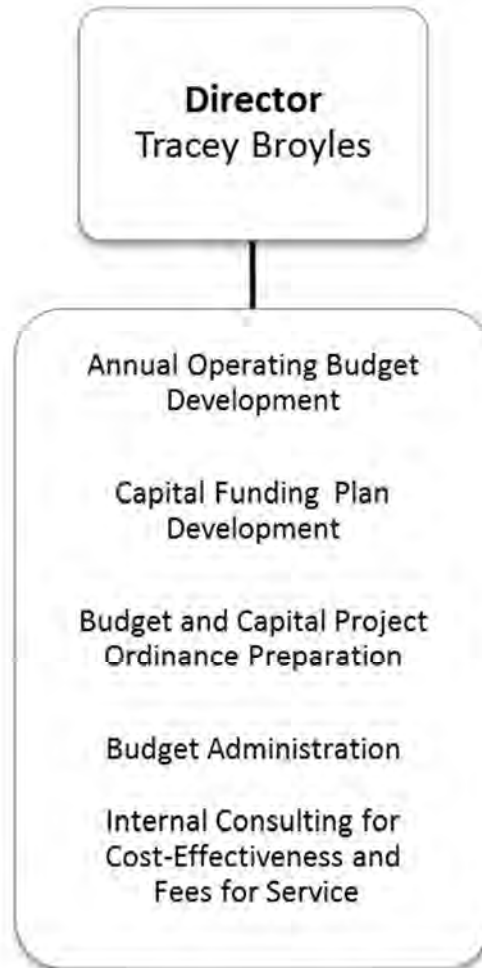 Director
Tracey Broyles
Annual Operating Budget
Development
Capital Funding Plan
Development
Budget and Capital Project
Ordinance Preparation
Budget Administration
Internal Consulting for
Cost-Effectiveness and
Fees for Service